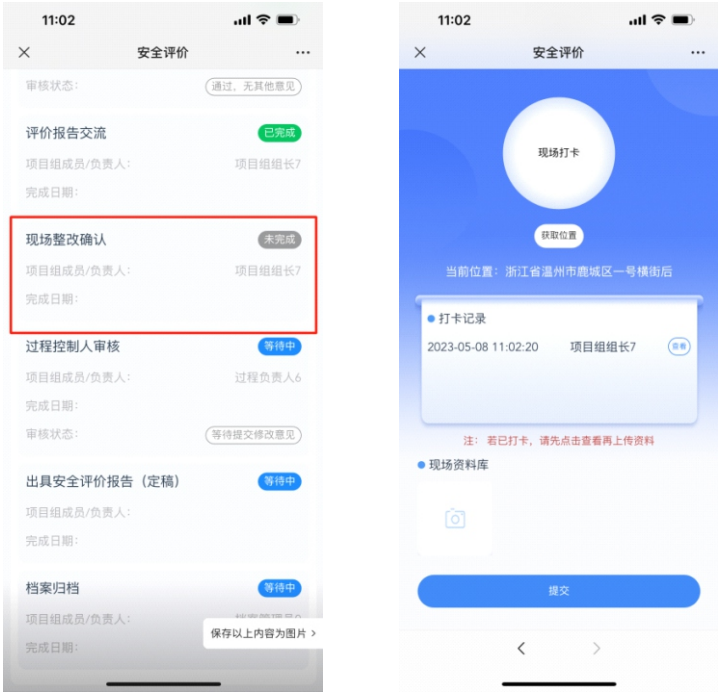 11:02
安全评价
审核状态:
通过，无其他意见
评价报告交流
已完成
项目组成员/负责人:
项目组组长7
完成日期:
现场整改确认
未完成
项目组成员/负责人:
项目组组长7
完成日期:
过程控制人审核
等待中
项目组成员/负责人:
过程负责人6
完成日期:
审核状态:
等待提交修改意见
出具安全评价报告（定稿）
等待中
项目组成员/负责人:
完成日期:
档案归档
等待中
项目组成员/负责人:
完成日期:
保存以上内容为图片 >
11:02
安全评价
现场打卡
获取位置
当前位置：浙江省温州市鹿城区一号横街后
打卡记录
2023-05-08 11:02:20 项目组组长7 查看
注： 若已打卡，请先点击查看再上传资料
现场资料库
提交